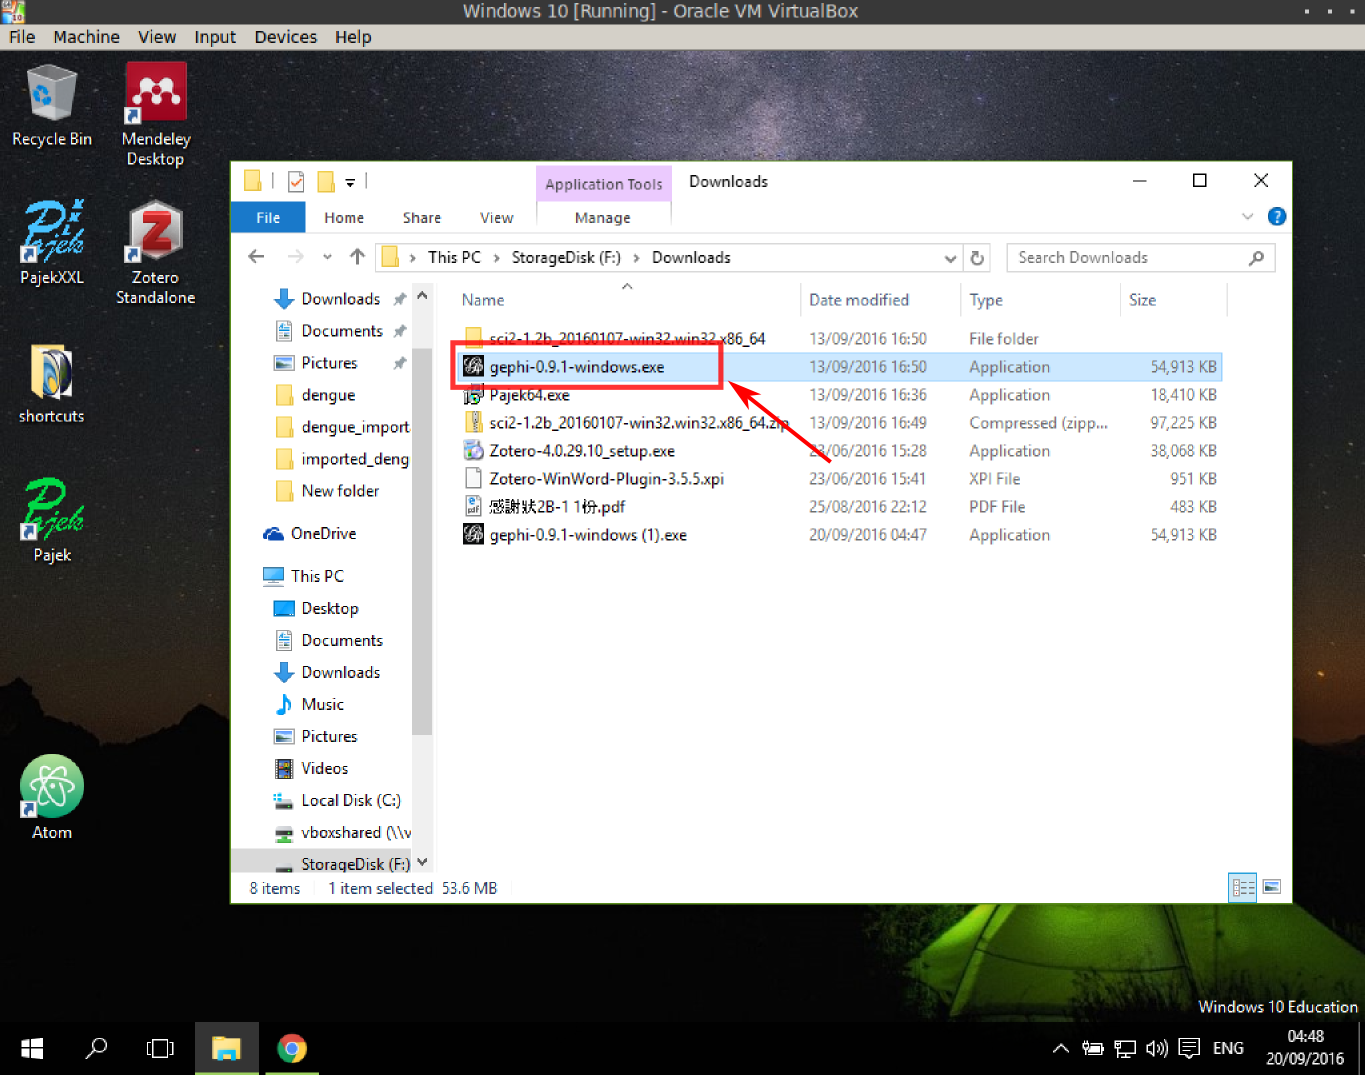 Windows 10 [Running] - Oracle VM VirtualBox
File Machine View Input Devices Help
Recycle Bin
Mendeley
Desktop
PajekXXL
Zotero
Standalone
shortcuts
Pajek
Atom
Application Tools Downloads
File Home Share View Manage
This PC StorageDisk (F:) Downloads
Search Downloads
Downloads
Documents
Pictures
dengue
dengue_import
imported_deng
New folder
OneDrive
This PC
Desktop
Documents
Downloads
Music
Pictures
Videos
Local Disk (C:)
vboxshared (\\v
StorageDisk (F:)
Name Date modified Type Size
sci2-1.2b_20160107-win32.win32.x86_64 13/09/2016 16:50 File folder
gephi-0.9.1-windows.exe 13/09/2016 16:50 Application 54,913 KB
Pajek64.exe 13/09/2016 16:36 Application 18,410 KB
sci2-1.2b_20160107-win32.win32.x86_64.zip 13/09/2016 16:49 Compressed (zipp... 97,225 KB
Zotero-4.0.29.10_setup.exe 23/06/2016 15:28 Application 38,068 KB
Zotero-WinWord-Plugin-3.5.5.xpi 23/06/2016 15:41 XPI File 951 KB
感謝狀2B-1 1份.pdf 25/08/2016 22:12 PDF File 483 KB
gephi-0.9.1-windows (1).exe 20/09/2016 04:47 Application 54,913 KB
8 items 1 item selected 53.6 MB
Windows 10 Education
ENG
04:48
20/09/2016